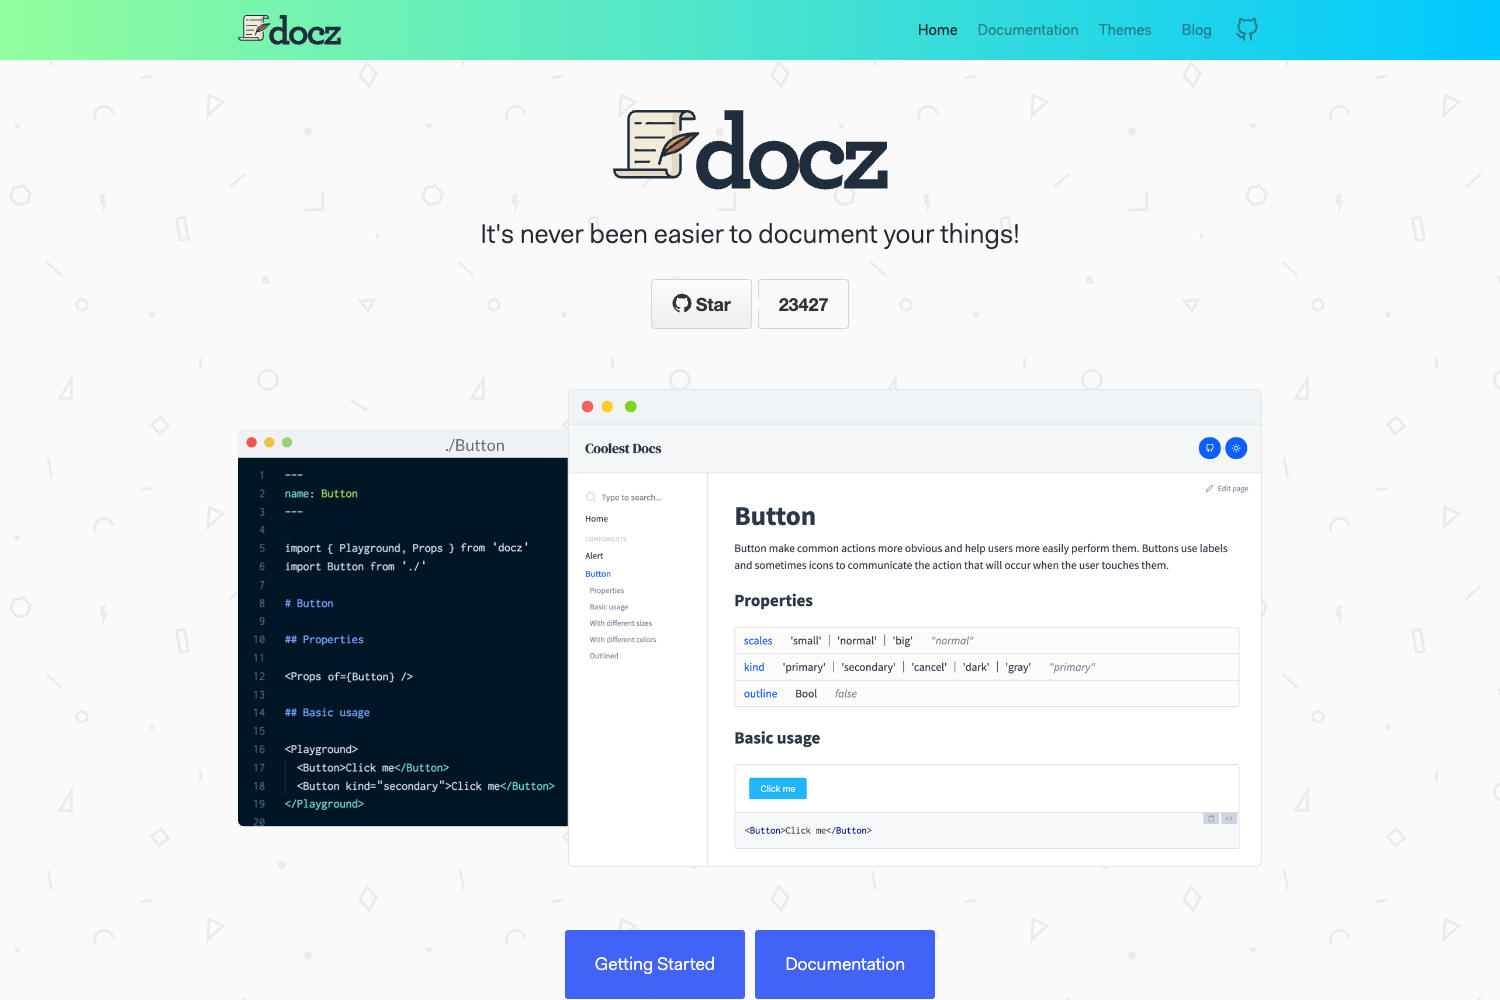 docz
Home Documentation Themes Blog
docz
It's never been easier to document your things!
Star 23427
./Button
1 ---
2 name: Button
3 ---
4
5 import { Playground, Props } from 'docz'
6 import Button from './'
7
8 # Button
9
10 ## Properties
11
12 <Props of={Button} />
13
14 ## Basic usage
15
16 <Playground>
17 <Button>Click me</Button>
18 <Button kind="secondary">Click me</Button>
19 </Playground>
20
Coolest Docs
Type to search...
Home
COMPONENTS
Alert
Button
Properties
Basic usage
With different sizes
With different colors
Outlined
Edit page
Button
Button make common actions more obvious and help users more easily perform them. Buttons use labels
and sometimes icons to communicate the action that will occur when the user touches them.
Properties
scales 'small' | 'normal' | 'big' "normal"
kind 'primary' | 'secondary' | 'cancel' | 'dark' | 'gray' "primary"
outline Bool false
Basic usage
Click me
<Button>Click me</Button>
Getting Started Documentation